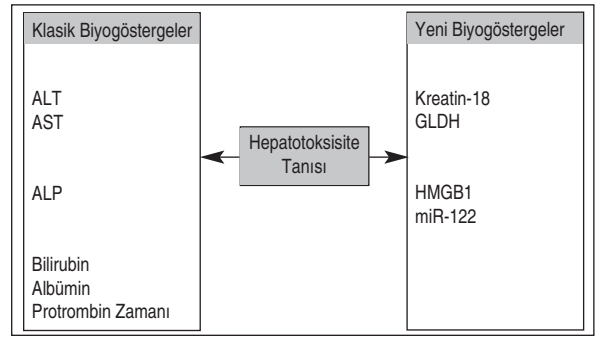 Klasik Biyogöstergeler
ALT
AST
ALP
Bilirubin
Albümin
Protrombin Zamanı
Hepatotoksisite
Tanısı
Yeni Biyogöstergeler
Kreatin-18
GLDH
HMGB1
miR-122